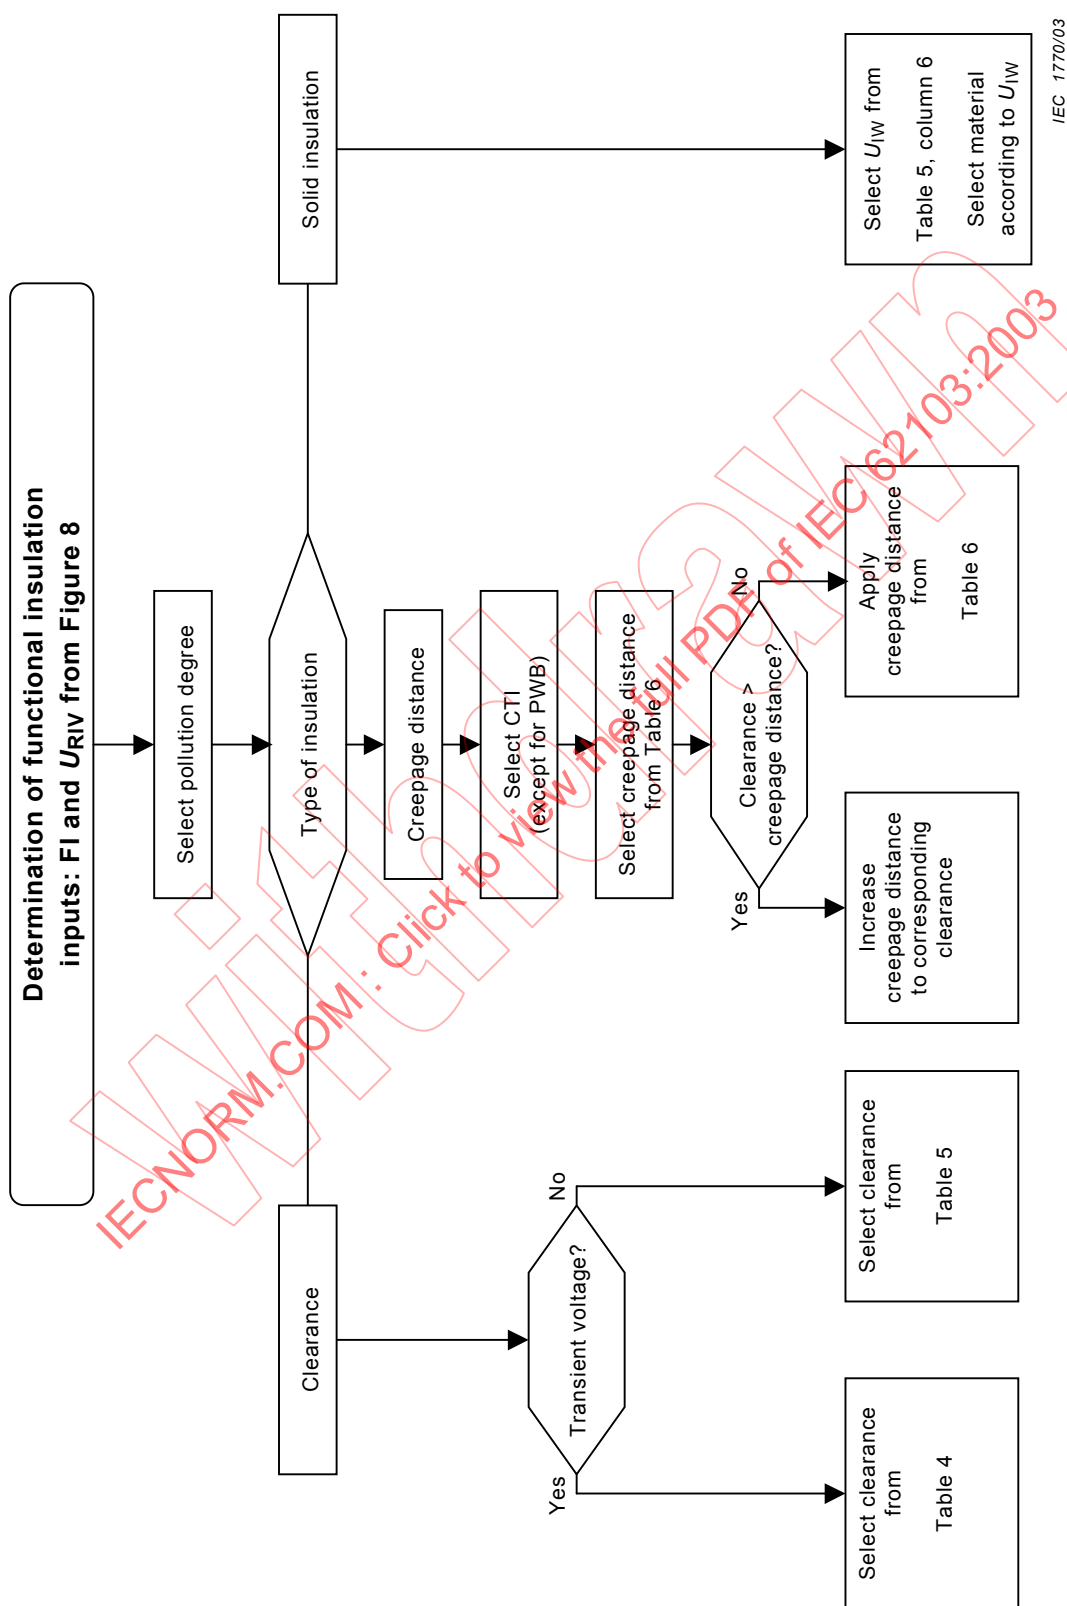 Determination of functional insulation
inputs: FI and URIV from Figure 8
Select pollution degree
Clearance
Type of insulation
Solid insulation
Creepage distance
Select CTI
(except for PWB)
Transient voltage?
Yes
No
Select creepage distance
from Table 6
Clearance >
creepage distance?
Yes
No
Select clearance
from
Table 4
Select clearance
from
Table 5
Increase
creepage distance
to corresponding
clearance
Apply
creepage distance
from
Table 6
Select UIW from
Table 5, column 6
Select material
according to UIW
IEC 1770/03
withdrawn
IECNORM.COM : Click to view the full PDF of IEC 62103:2003